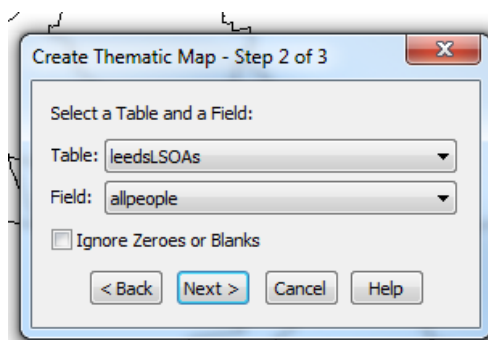 Create Thematic Map - Step 2 of 3
Select a Table and a Field:
Table: leedsLSOAs
Field: allpeople
Ignore Zeroes or Blanks
< Back Next > Cancel Help